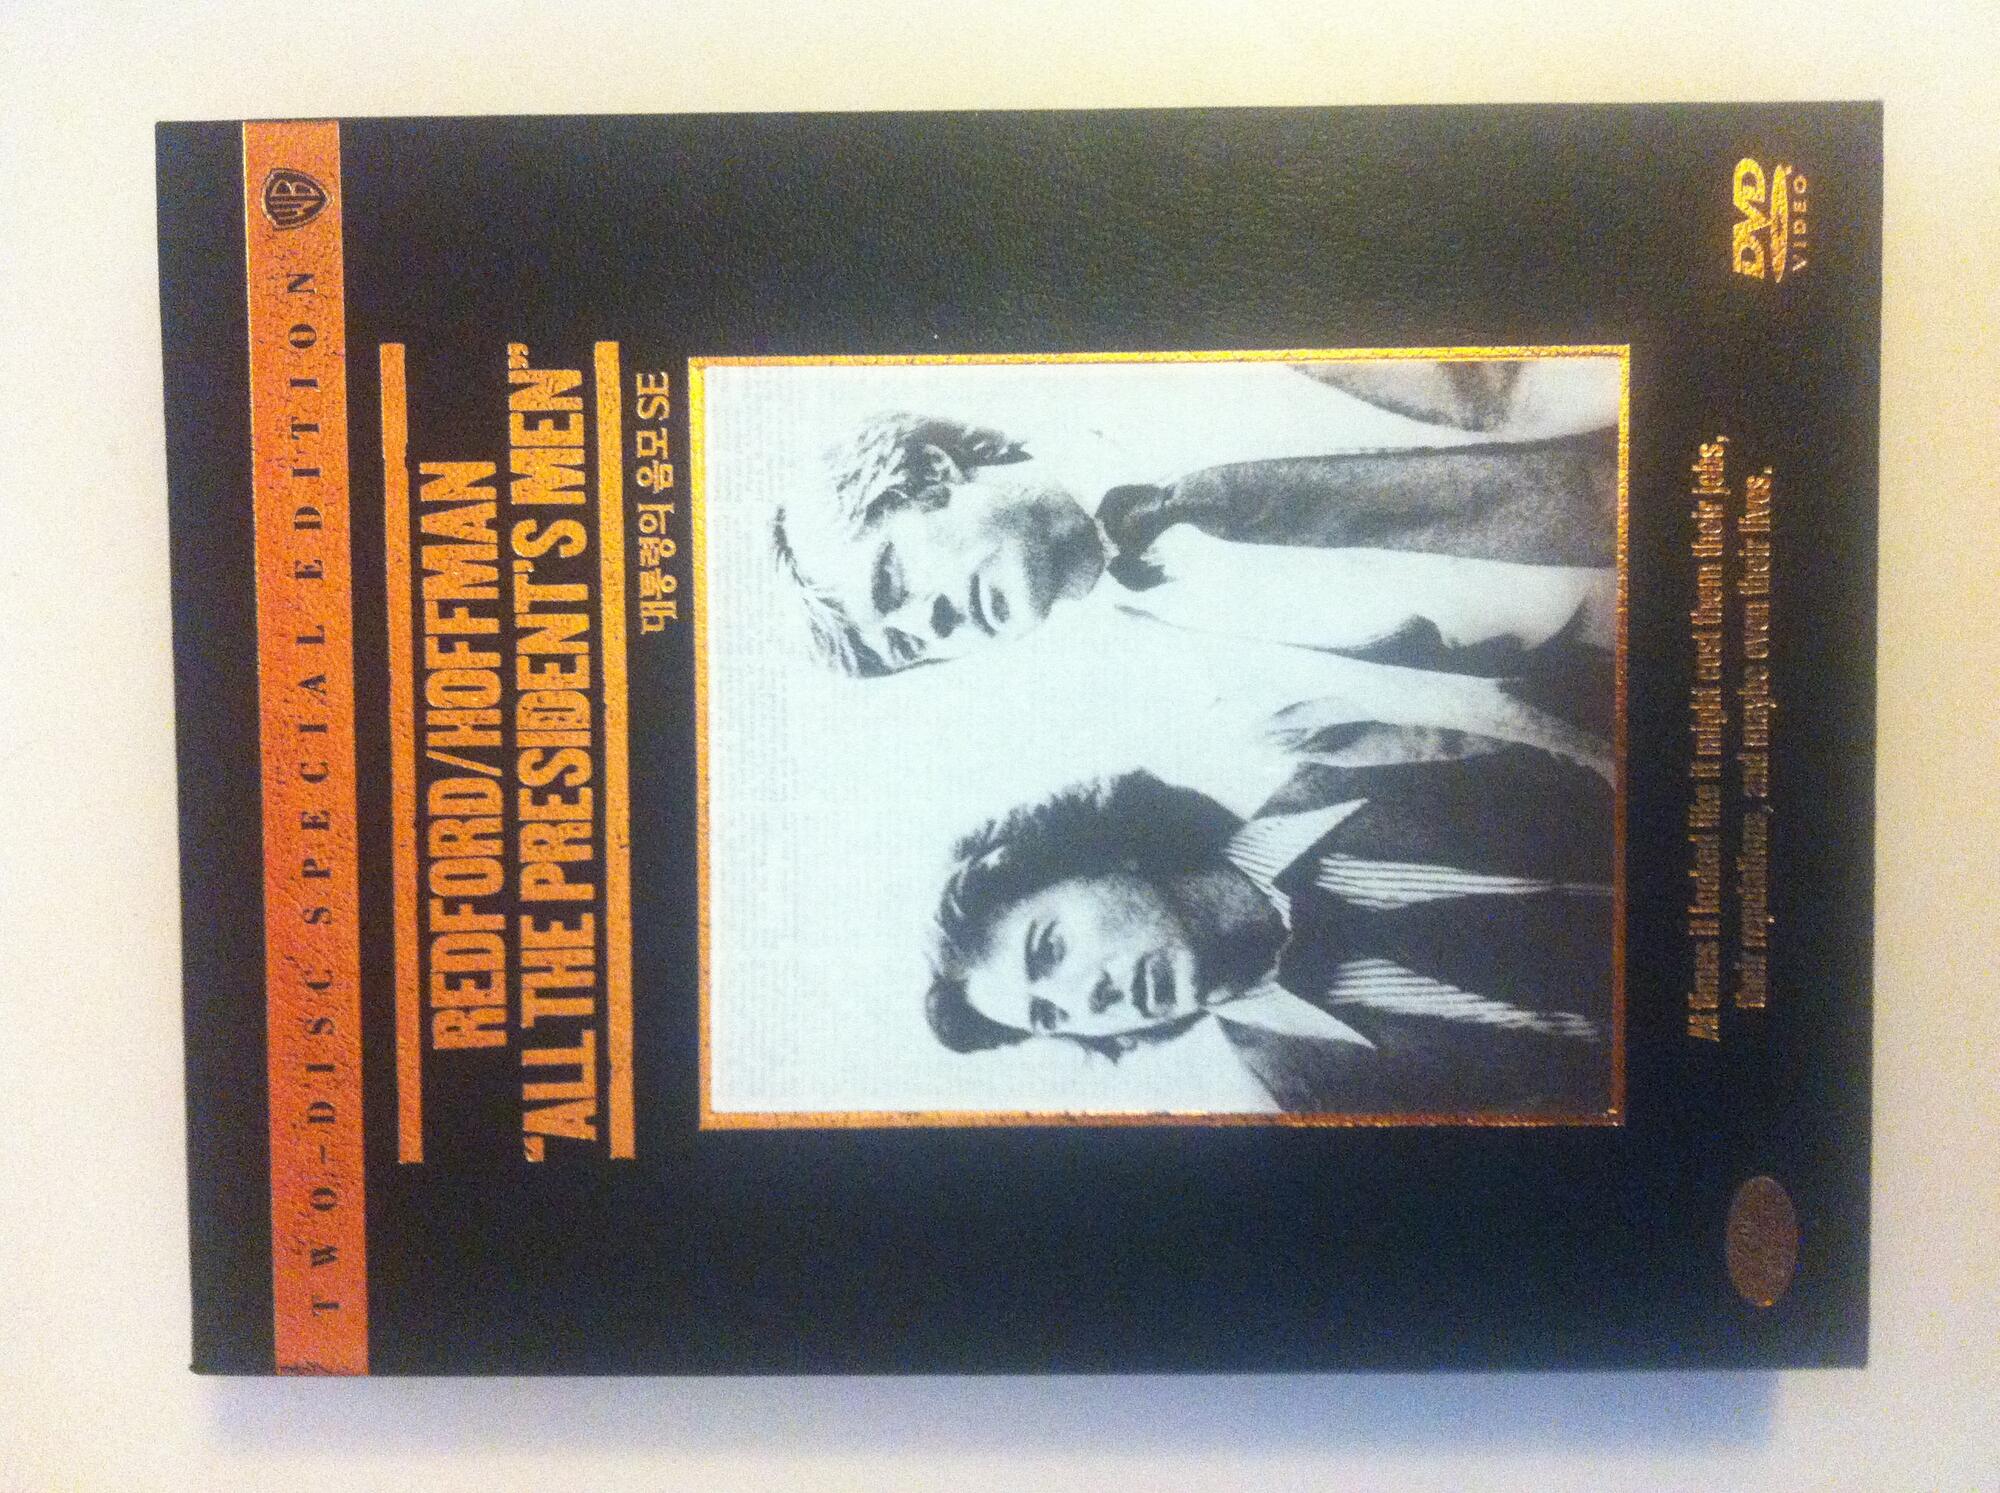 TWO-DISC SPECIAL EDITION
WB
REDFORD/HOFFMAN
"ALL THE PRESIDENT'S MEN"
대통령의 음모 SE
At times it looked like it might cost them their jobs,
their reputations, and maybe even their lives.
DVD
VIDEO